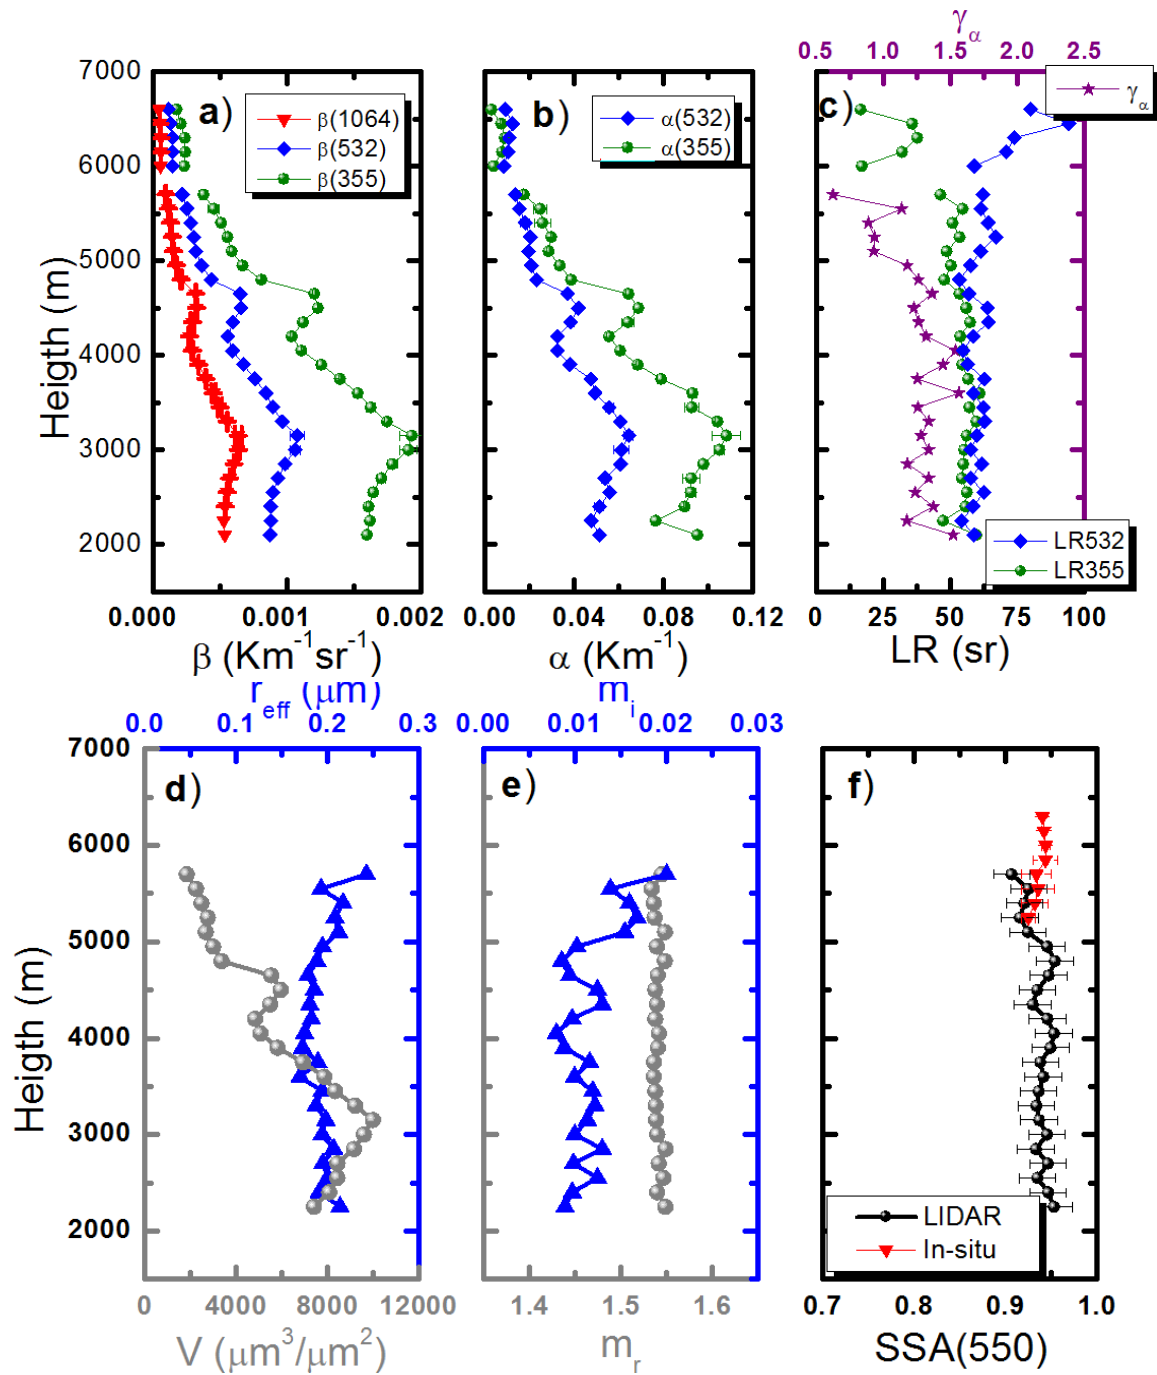 γα
0.5 1.0 1.5 2.0 2.5
7000
6000
5000
4000
3000
2000
Heigth (m)
a)
β(1064)
β(532)
β(355)
b)
α(532)
α(355)
c)
γα
LR532
LR355
0.000 0.001 0.002
0.00 0.04 0.08 0.12
0 25 50 75 100
β (Km⁻¹sr⁻¹)
α (Km⁻¹)
LR (sr)
r_eff (μm)
m_i
0.0 0.1 0.2 0.3
0.00 0.01 0.02 0.03
7000
6000
5000
4000
3000
2000
Heigth (m)
d)
e)
f)
LIDAR
In-situ
0 4000 8000 12000
1.4 1.5 1.6
0.7 0.8 0.9 1.0
V (μm³/μm²)
m_r
SSA(550)